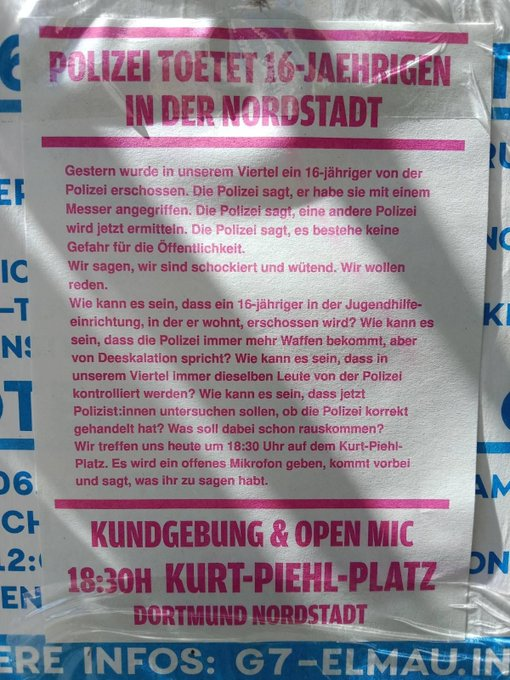 POLIZEI TOETET 16-JAEHRIGEN
IN DER NORDSTADT
Gestern wurde in unserem Viertel ein 16-jähriger von der
Polizei erschossen. Die Polizei sagt, er habe sie mit einem
Messer angegriffen. Die Polizei sagt, eine andere Polizei
wird jetzt ermitteln. Die Polizei sagt, es bestehe keine
Gefahr für die Öffentlichkeit.
Wir sagen, wir sind schockiert und wütend. Wir wollen
reden.
Wie kann es sein, dass ein 16-jähriger in der Jugendhilfe-
einrichtung, in der er wohnt, erschossen wird? Wie kann es
sein, dass die Polizei immer mehr Waffen bekommt, aber
von Deeskalation spricht? Wie kann es sein, dass in
unserem Viertel immer dieselben Leute von der Polizei
kontrolliert werden? Wie kann es sein, dass jetzt
Polizist:innen untersuchen sollen, ob die Polizei korrekt
gehandelt hat? Was soll dabei schon rauskommen?
Wir treffen uns heute um 18:30 Uhr auf dem Kurt-Piehl-
Platz. Es wird ein offenes Mikrofon geben, kommt vorbei
und sagt, was ihr zu sagen habt.
KUNDGEBUNG & OPEN MIC
18:30H KURT-PIEHL-PLATZ
DORTMUND NORDSTADT
ERE INFOS: G7-ELMAU.IN